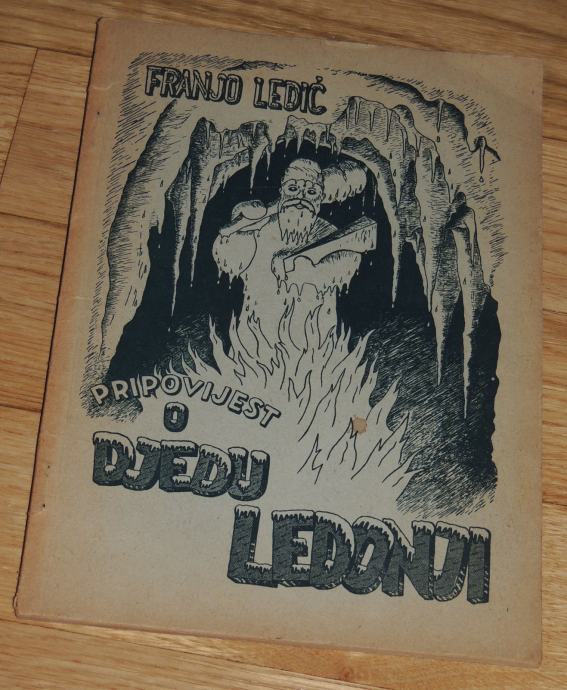 FRANJO LEDIĆ
PRIPOVIJEST
O
DJEDU
LEDONJI